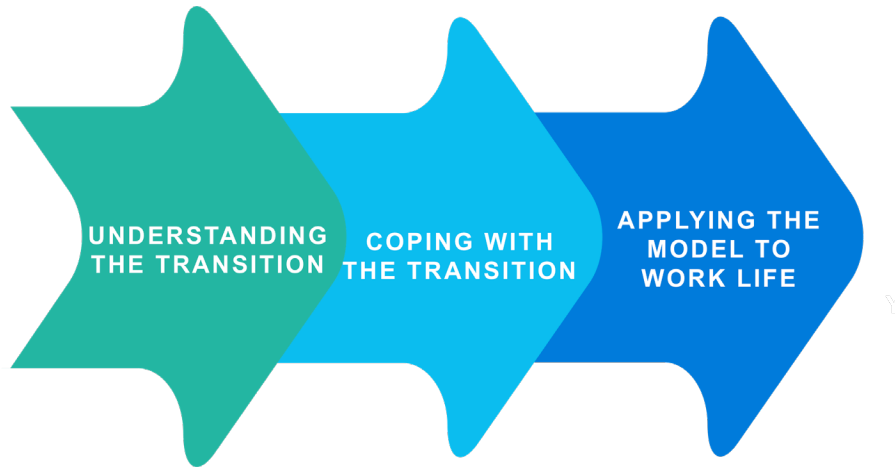 UNDERSTANDING
THE TRANSITION
COPING WITH
THE TRANSITION
APPLYING THE
MODEL TO
WORK LIFE